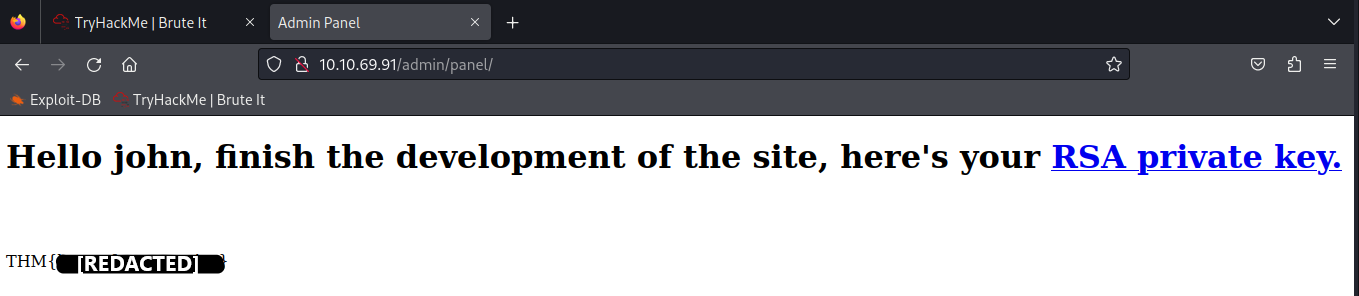 TryHackMe | Brute It
Admin Panel
10.10.69.91/admin/panel/
Exploit-DB
TryHackMe | Brute It
Hello john, finish the development of the site, here's your RSA private key.
THM{[REDACTED]}